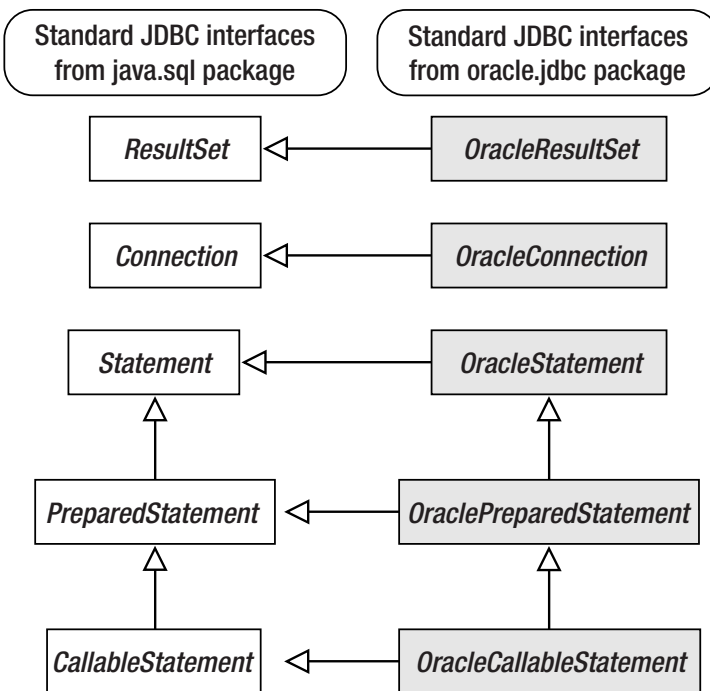 Standard JDBC interfaces
from java.sql package
Standard JDBC interfaces
from oracle.jdbc package
ResultSet
OracleResultSet
Connection
OracleConnection
Statement
OracleStatement
PreparedStatement
OraclePreparedStatement
CallableStatement
OracleCallableStatement